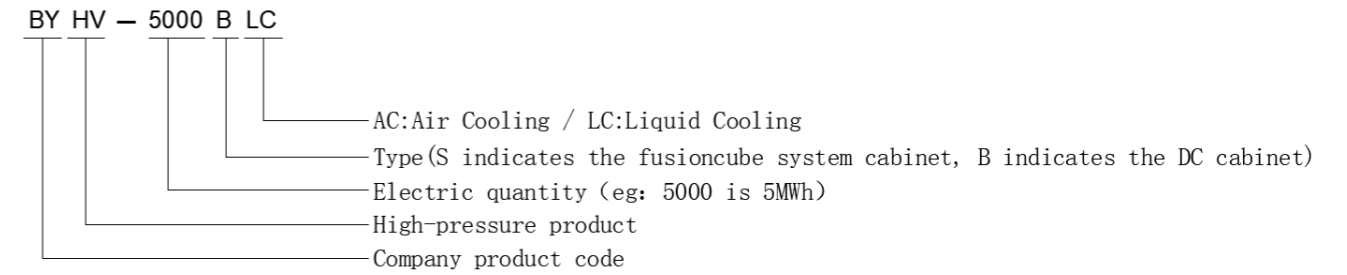 BY HV — 5000 B LC
AC:Air Cooling / LC:Liquid Cooling
Type(S indicates the fusioncube system cabinet, B indicates the DC cabinet)
Electric quantity（eg：5000 is 5MWh）
High-pressure product
Company product code